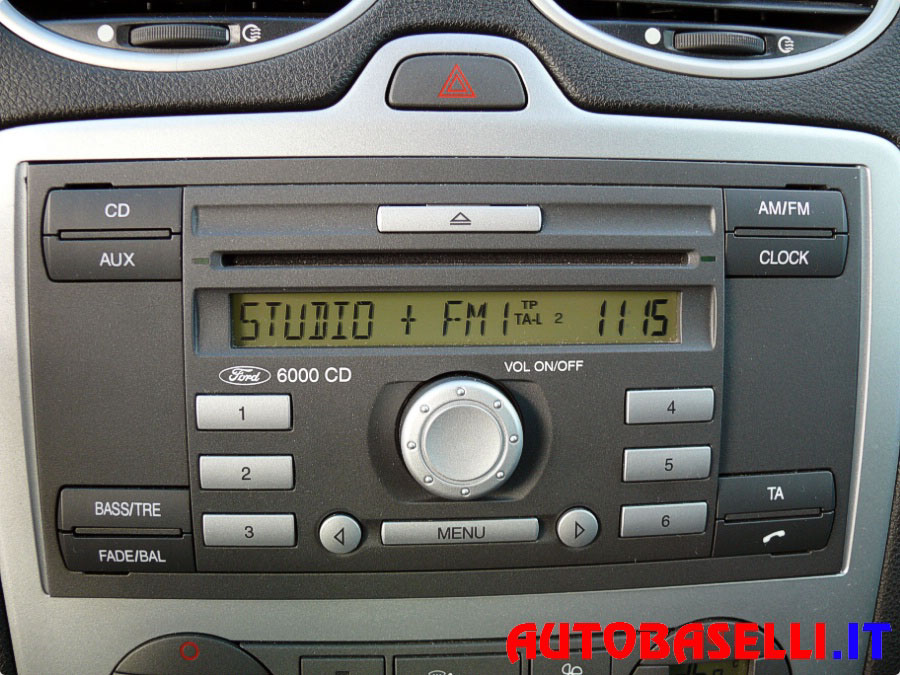 CD
AM/FM
AUX
CLOCK
STUDIO + FM1 TP TA-L 2 1115
Ford 6000 CD
VOL ON/OFF
1
4
2
5
BASS/TRE
TA
3
MENU
6
FADE/BAL
AUTOBASELLI.IT